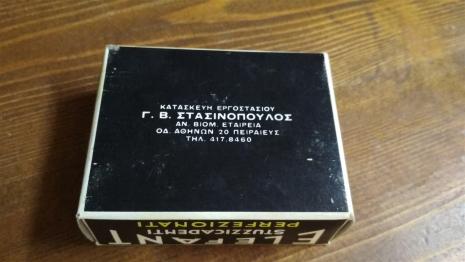 ΚΑΤΑΣΚΕΥΗ ΕΡΓΟΣΤΑΣΙΟΥ
Γ. Β. ΣΤΑΣΙΝΟΠΟΥΛΟΣ
ΑΝ. ΒΙΟΜ. ΕΤΑΙΡΕΙΑ
ΟΔ. ΑΘΗΝΩΝ 20 ΠΕΙΡΑΙΕΥΣ
ΤΗΛ. 417.8460
PERFEZIONATI
STUZZICADENTI
ELEFANT